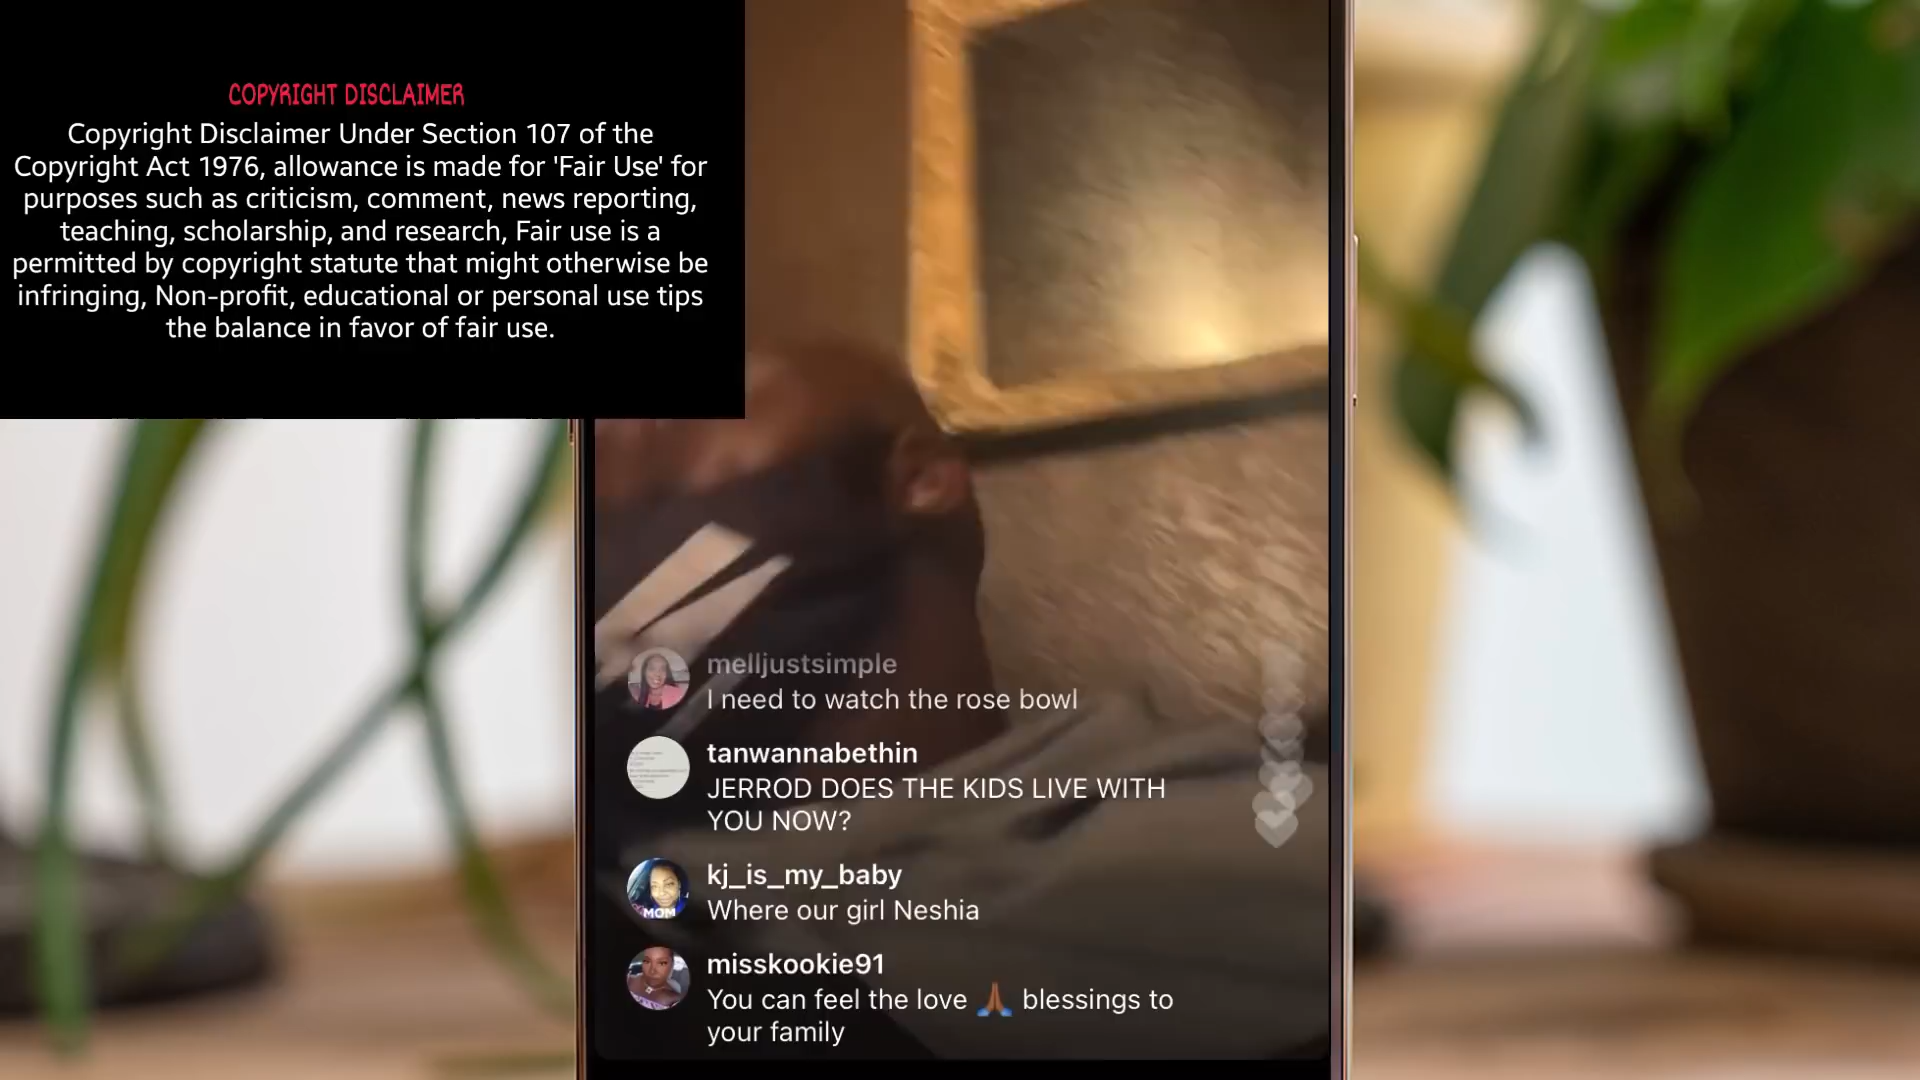 COPYRIGHT DISCLAIMER
Copyright Disclaimer Under Section 107 of the
Copyright Act 1976, allowance is made for 'Fair Use' for
purposes such as criticism, comment, news reporting,
teaching, scholarship, and research, Fair use is a
permitted by copyright statute that might otherwise be
infringing, Non-profit, educational or personal use tips
the balance in favor of fair use.
melljustsimple
I need to watch the rose bowl
tanwannabethin
JERROD DOES THE KIDS LIVE WITH
YOU NOW?
kj_is_my_baby
Where our girl Neshia
MOM
misskookie91
You can feel the love 🙏🏾 blessings to
your family